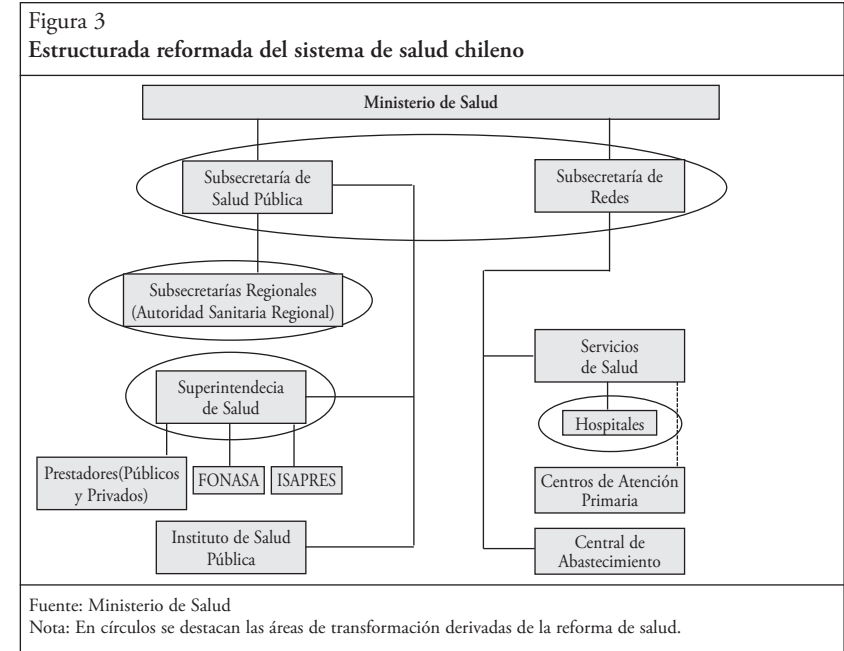 Figura 3
Estructurada reformada del sistema de salud chileno
Ministerio de Salud
Subsecretaría de
Salud Pública
Subsecretaría de
Redes
Subsecretarías Regionales
(Autoridad Sanitaria Regional)
Servicios
de Salud
Superintendecia
de Salud
Hospitales
Prestadores(Públicos
y Privados)
FONASA
ISAPRES
Centros de Atención
Primaria
Instituto de Salud
Pública
Central de
Abastecimiento
Fuente: Ministerio de Salud
Nota: En círculos se destacan las áreas de transformación derivadas de la reforma de salud.